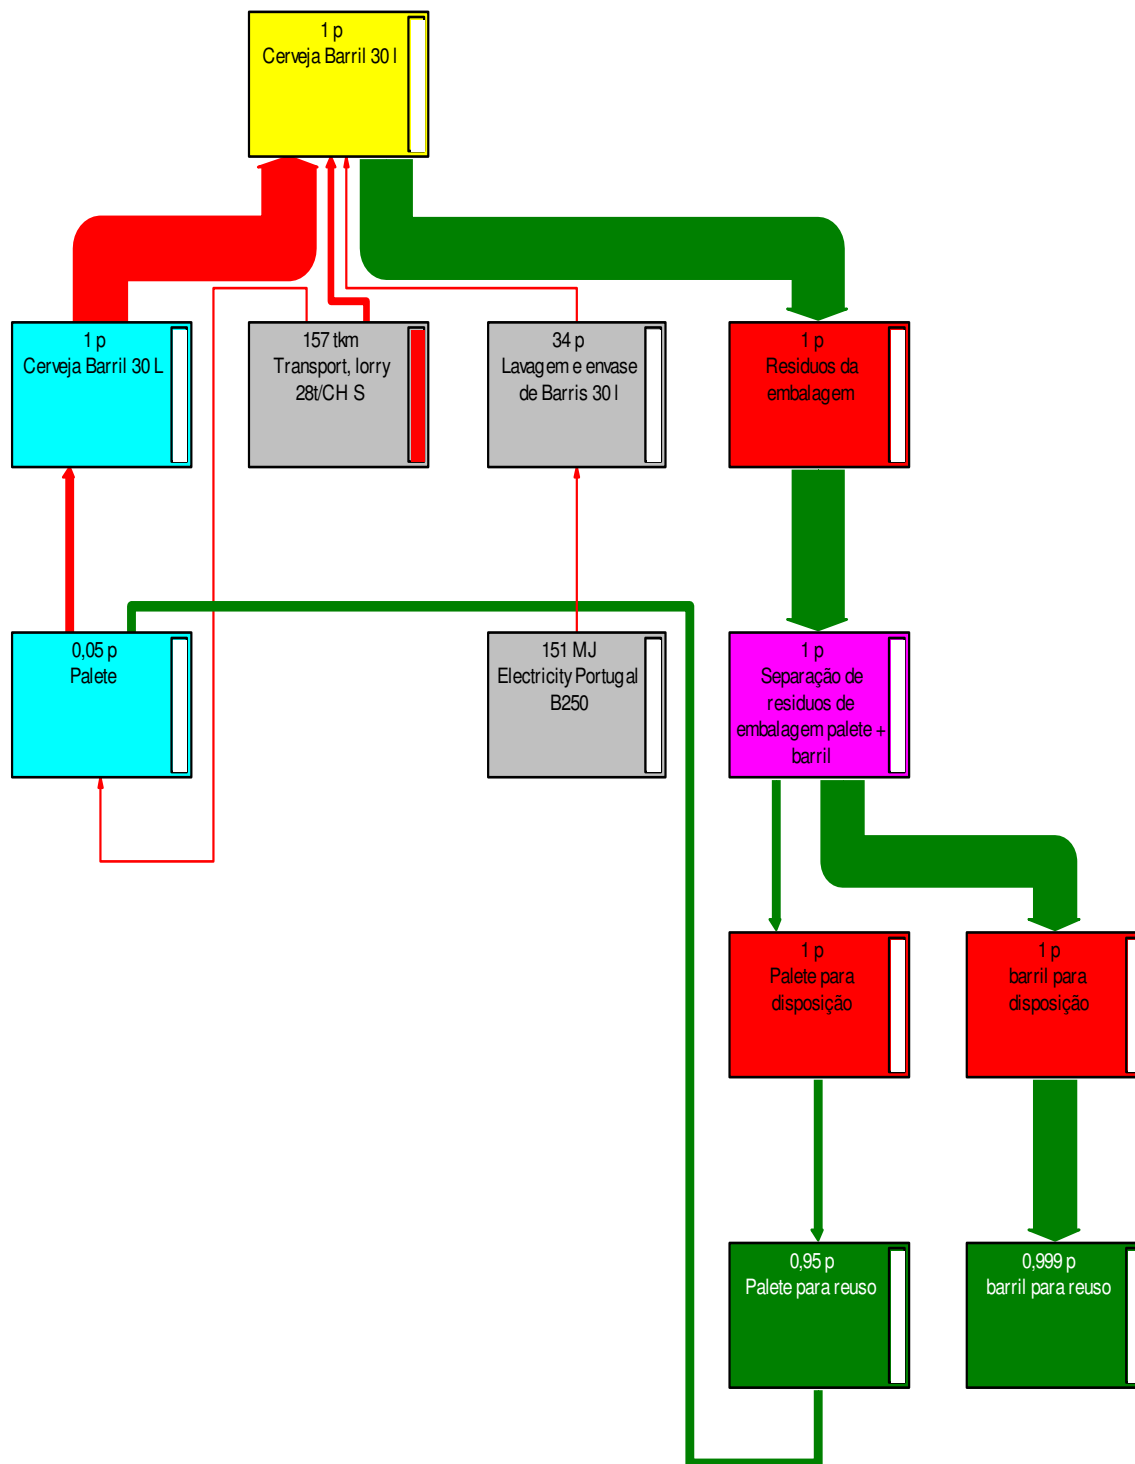 1 p
Cerveja Barril 30 l
1 p
Cerveja Barril 30 L
157 tkm
Transport, lorry
28t/CH S
34 p
Lavagem e envase
de Barris 30 l
1 p
Residuos da
embalagem
0,05 p
Palete
151 MJ
Electricity Portugal
B250
1 p
Separação de
residuos de
embalagem palete +
barril
1 p
Palete para
disposição
1 p
barril para
disposição
0,95 p
Palete para reuso
0,999 p
barril para reuso